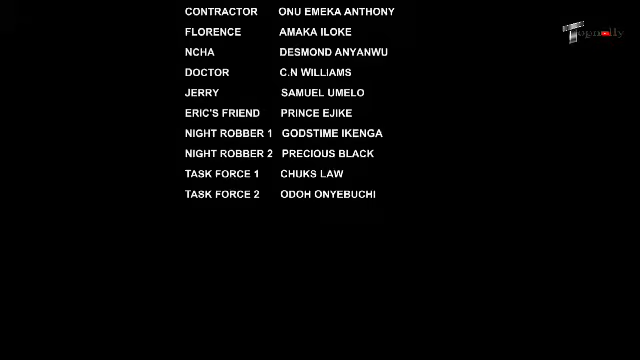 CONTRACTOR ONU EMEKA ANTHONY
FLORENCE AMAKA ILOKE
NCHA DESMOND ANYANWU
DOCTOR C.N WILLIAMS
JERRY SAMUEL UMELO
ERIC'S FRIEND PRINCE EJIKE
NIGHT ROBBER 1 GODSTIME IKENGA
NIGHT ROBBER 2 PRECIOUS BLACK
TASK FORCE 1 CHUKS LAW
TASK FORCE 2 ODOH ONYEBUCHI